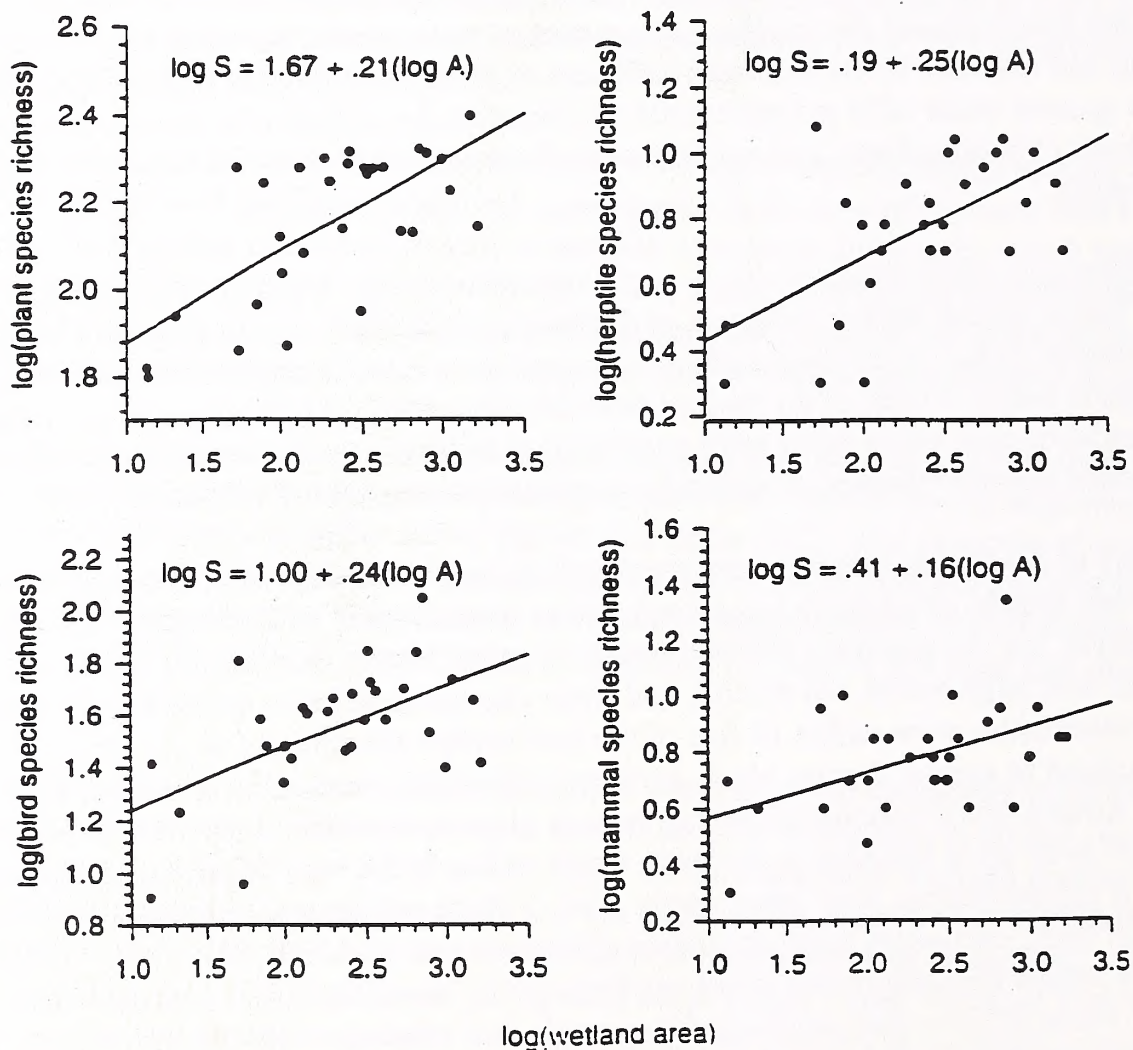 log(plant species richness)
2.6
2.4
2.2
2.0
1.8
log S = 1.67 + .21(log A)
1.0 1.5 2.0 2.5 3.0 3.5
log(herptile species richness)
1.4
1.2
1.0
0.8
0.6
0.4
0.2
log S= .19 + .25(log A)
1.0 1.5 2.0 2.5 3.0 3.5
log(bird species richness)
2.2
2.0
1.8
1.6
1.4
1.2
1.0
0.8
log S = 1.00 + .24(log A)
1.0 1.5 2.0 2.5 3.0 3.5
log(mammal species richness)
1.6
1.4
1.2
1.0
0.8
0.6
0.4
0.2
log S = .41 + .16(log A)
1.0 1.5 2.0 2.5 3.0 3.5
log(wetland area)